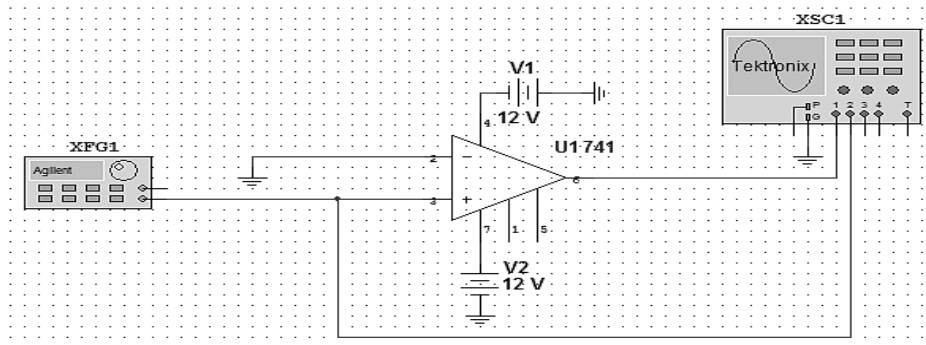 XSC1
Tektronix
P
G
1 2 3 4
T
V1
12 V
4
U1 741
XFG1
Agilent
2
3
6
7
1
5
V2
12 V